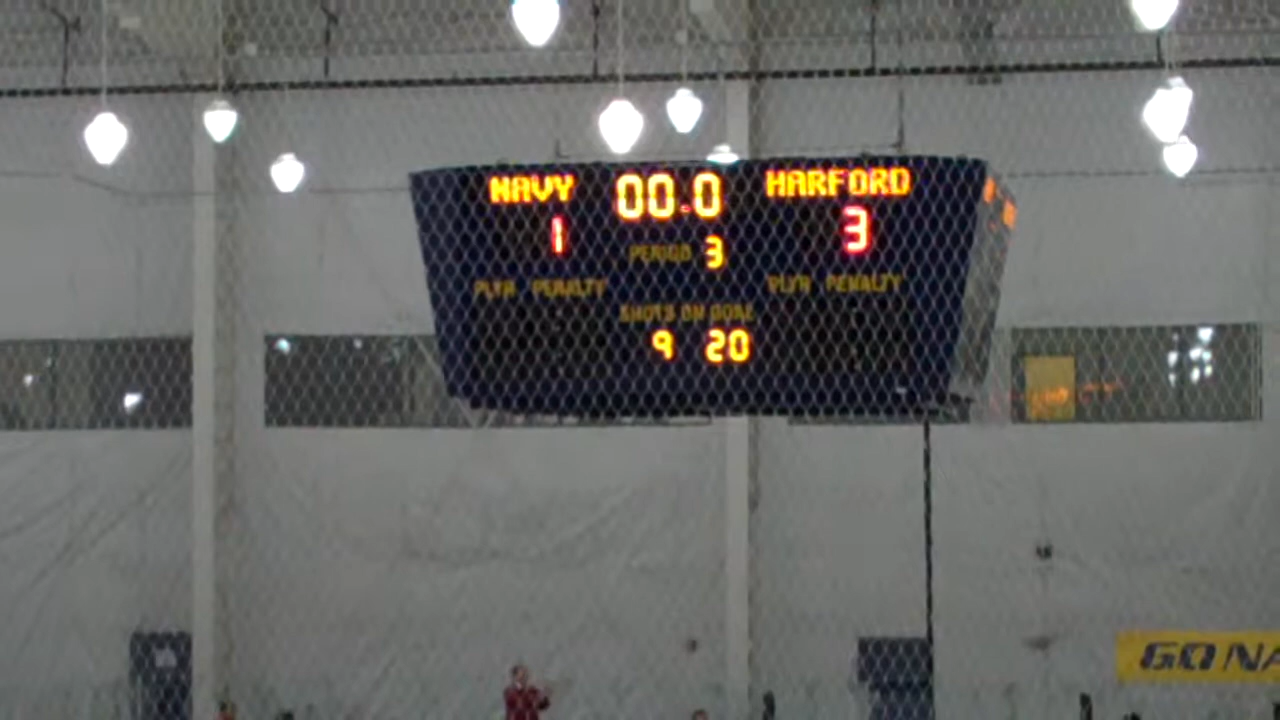 NAVY 00.0 HARFORD
1 3
PERIOD 3
PLYR PENALTY PLYR PENALTY
SHOTS ON GOAL
9 20
GO NA